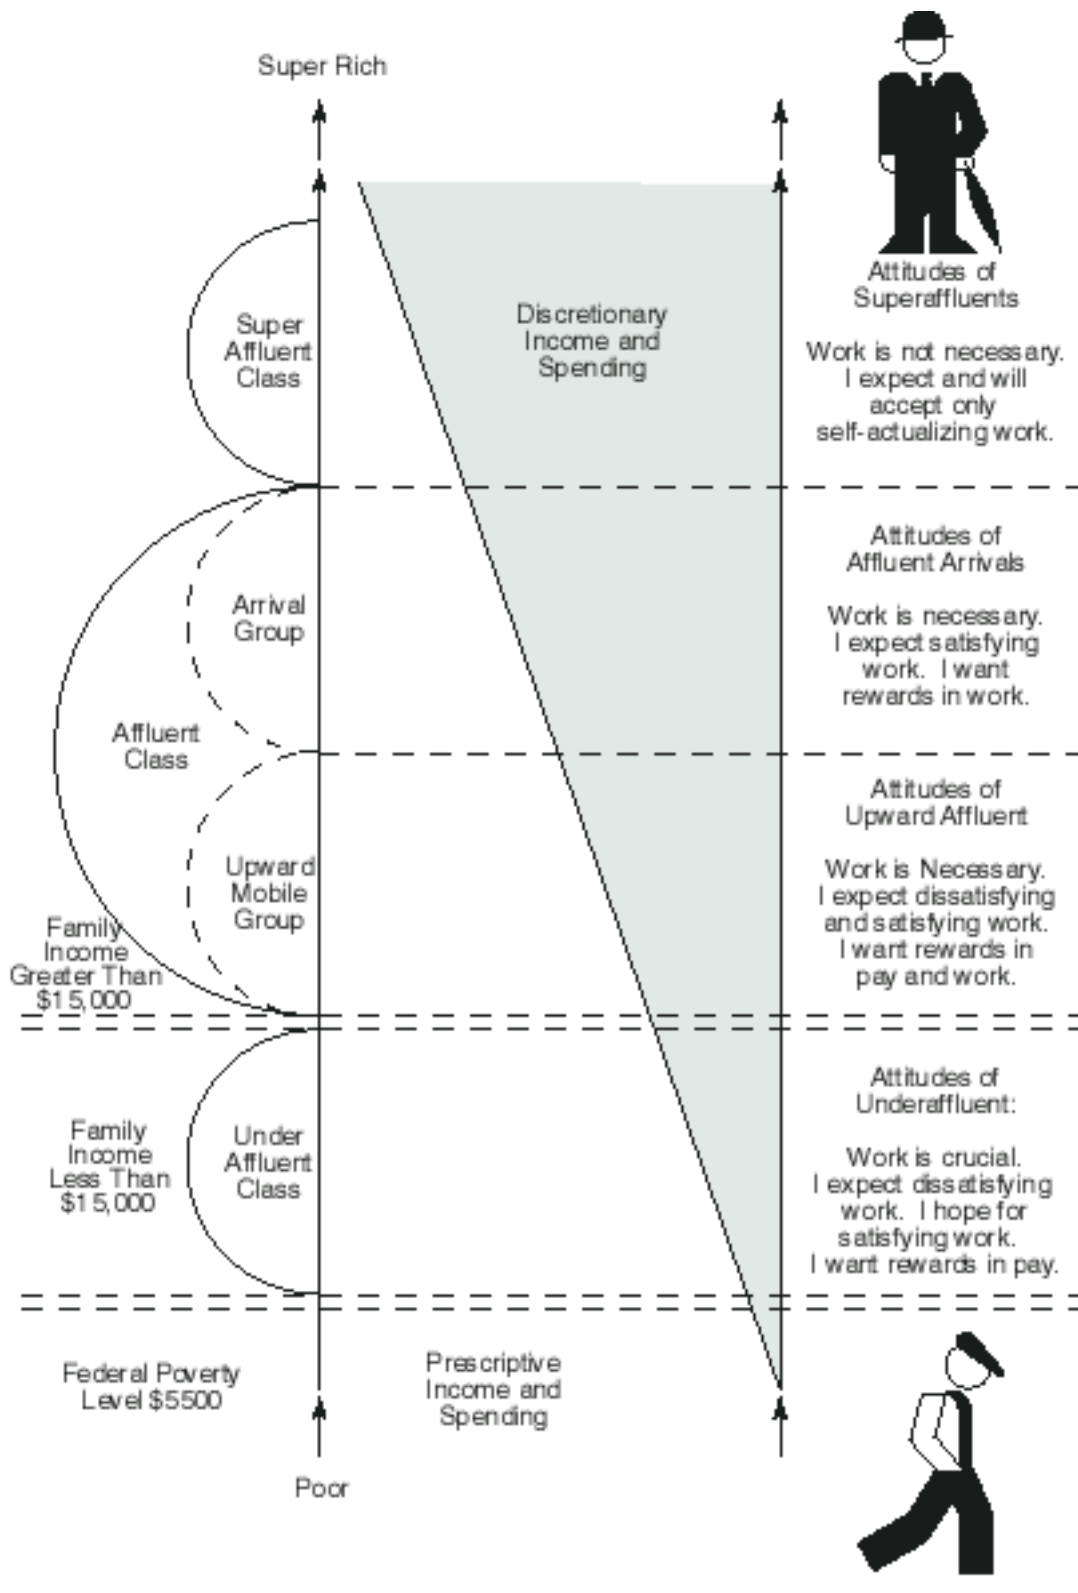 Super Rich
Attitudes of
Superaffluents
Work is not necessary.
I expect and will
accept only
self-actualizing work.
Super
Affluent
Class
Discretionary
Income and
Spending
Attitudes of
Affluent Arrivals
Work is necessary.
I expect satisfying
work. I want
rewards in work.
Arrival
Group
Affluent
Class
Attitudes of
Upward Affluent
Work is Necessary.
I expect dissatisfying
and satisfying work.
I want rewards in
pay and work.
Upward
Mobile
Group
Family
Income
Greater Than
$15,000
Attitudes of
Underaffluent:
Work is crucial.
I expect dissatisfying
work. I hope for
satisfying work.
I want rewards in pay.
Family
Income
Less Than
$15,000
Under
Affluent
Class
Federal Poverty
Level $5500
Prescriptive
Income and
Spending
Poor